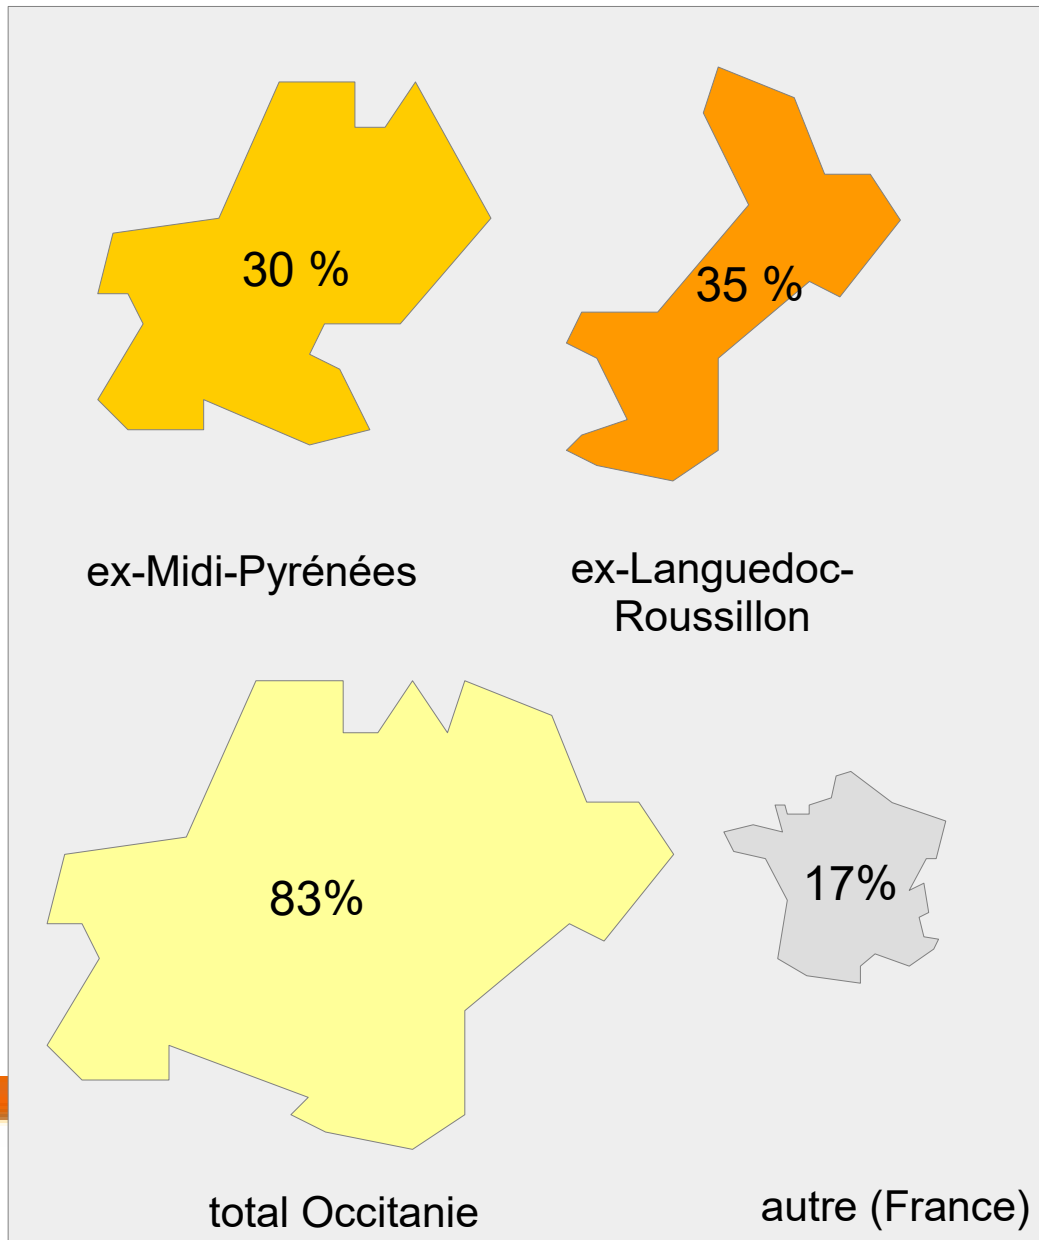 30 %
35 %
ex-Midi-Pyrénées
ex-Languedoc-
Roussillon
83%
17%
total Occitanie
autre (France)